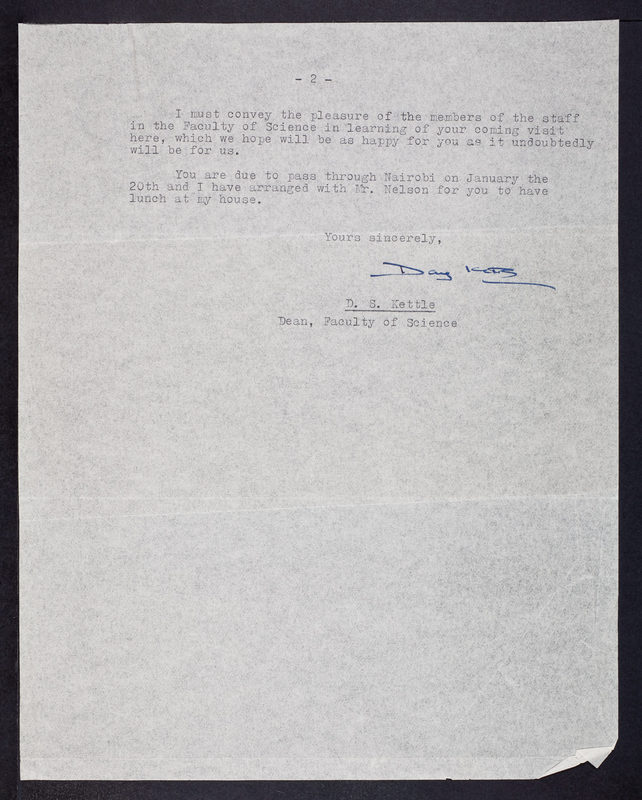 - 2 -
I must convey the pleasure of the members of the staff
in the Faculty of Science in learning of your coming visit
here, which we hope will be as happy for you as it undoubtedly
will be for us.
You are due to pass through Nairobi on January the
20th and I have arranged with Mr. Nelson for you to have
lunch at my house.
Yours sincerely,
D. S. Kettle
Dean, Faculty of Science